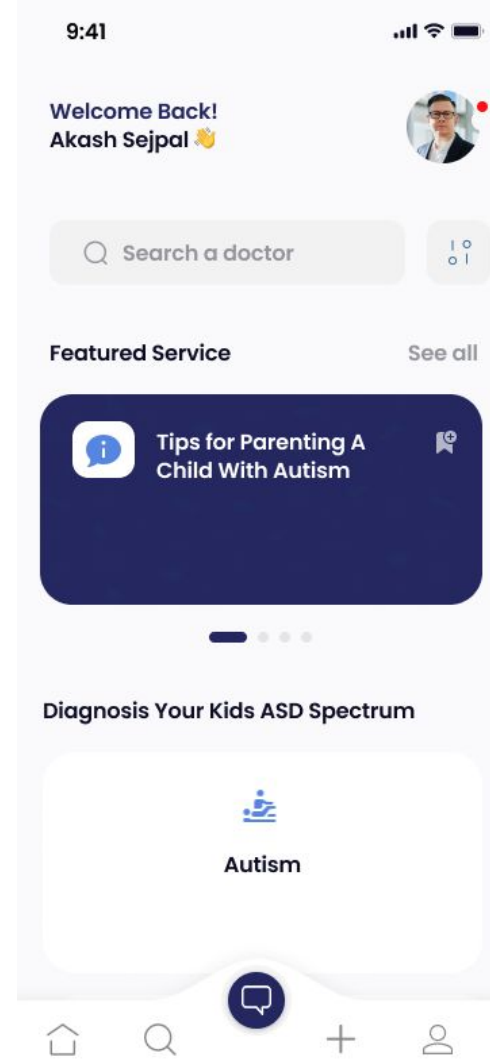 9:41
Welcome Back!
Akash Sejpal 👋
Search a doctor
Featured Service
See all
Tips for Parenting A
Child With Autism
Diagnosis Your Kids ASD Spectrum
Autism